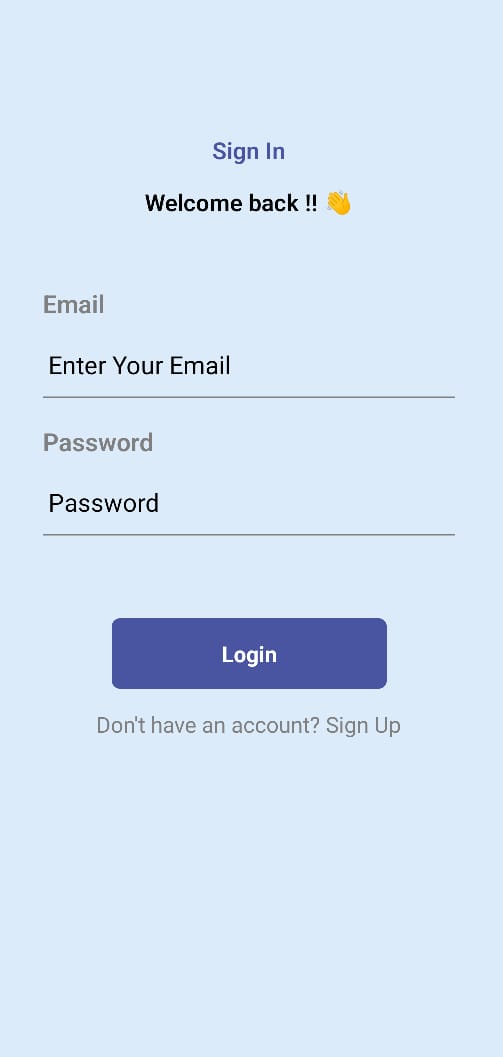 Sign In
Welcome back !! 👋
Email
Enter Your Email
Password
Password
Login
Don't have an account? Sign Up